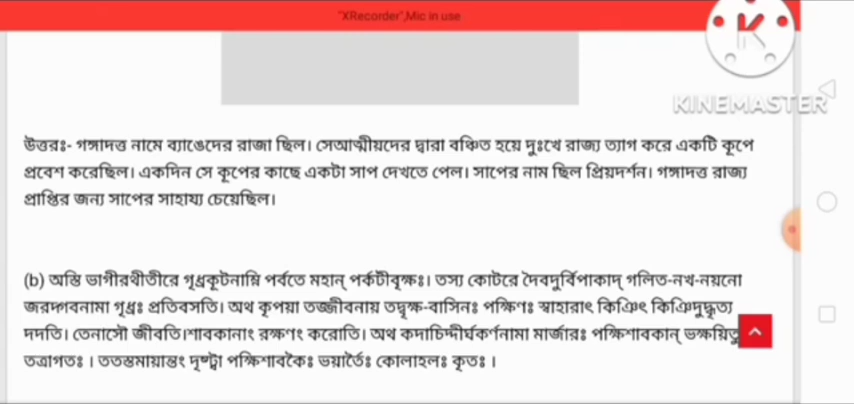 "XRecorder",Mic in use
KINEMASTER
উত্তরঃ- গঙ্গাদত্ত নামে ব্যাঙেদের রাজা ছিল। সেআত্মীয়দের দ্বারা বঞ্চিত হয়ে দুঃখে রাজ্য ত্যাগ করে একটি কূপে
প্রবেশ করেছিল। একদিন সে কূপের কাছে একটা সাপ দেখতে পেল। সাপের নাম ছিল প্রিয়দর্শন। গঙ্গাদত্ত রাজ্য
প্রাপ্তির জন্য সাপের সাহায্য চেয়েছিল।
(b) অস্তি ভাগীরথীতীরে গৃধ্রকূটনাম্নি পর্বতে মহান্ পর্কটীবৃক্ষঃ। তস্য কোটরে দৈবদুর্বিপাকাদ্ গলিত-নখ-নয়নো
জরদ্গবনামা গৃধ্রঃ প্রতিবসতি। অথ কৃপয়া তজ্জীবনায় তদ্বৃক্ষ-বাসিনঃ পক্ষিণঃ স্বাহারাৎ কিঞিৎ কিঞিদুদ্ধৃত্য
দদতি। তেনাসৌ জীবতি।শাবকানাং রক্ষণং করোতি। অথ কদাচিদ্দীর্ঘকর্ণনামা মার্জারঃ পক্ষিশাবকান্ ভক্ষয়িতু
তত্রাগতঃ । ততস্তমায়ান্তং দৃষ্ট্বা পক্ষিশাবকৈঃ ভয়ার্তৈঃ কোলাহলঃ কৃতঃ ।